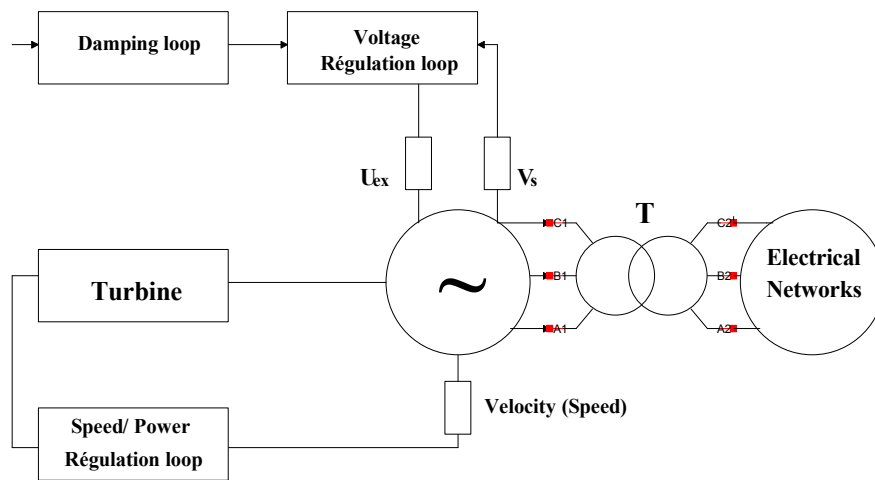 Damping loop
Voltage
Régulation loop
Uex
Vs
T
C1
C2
Turbine
~
B1
B2
Electrical
Networks
A1
A2
Velocity (Speed)
Speed/ Power
Régulation loop